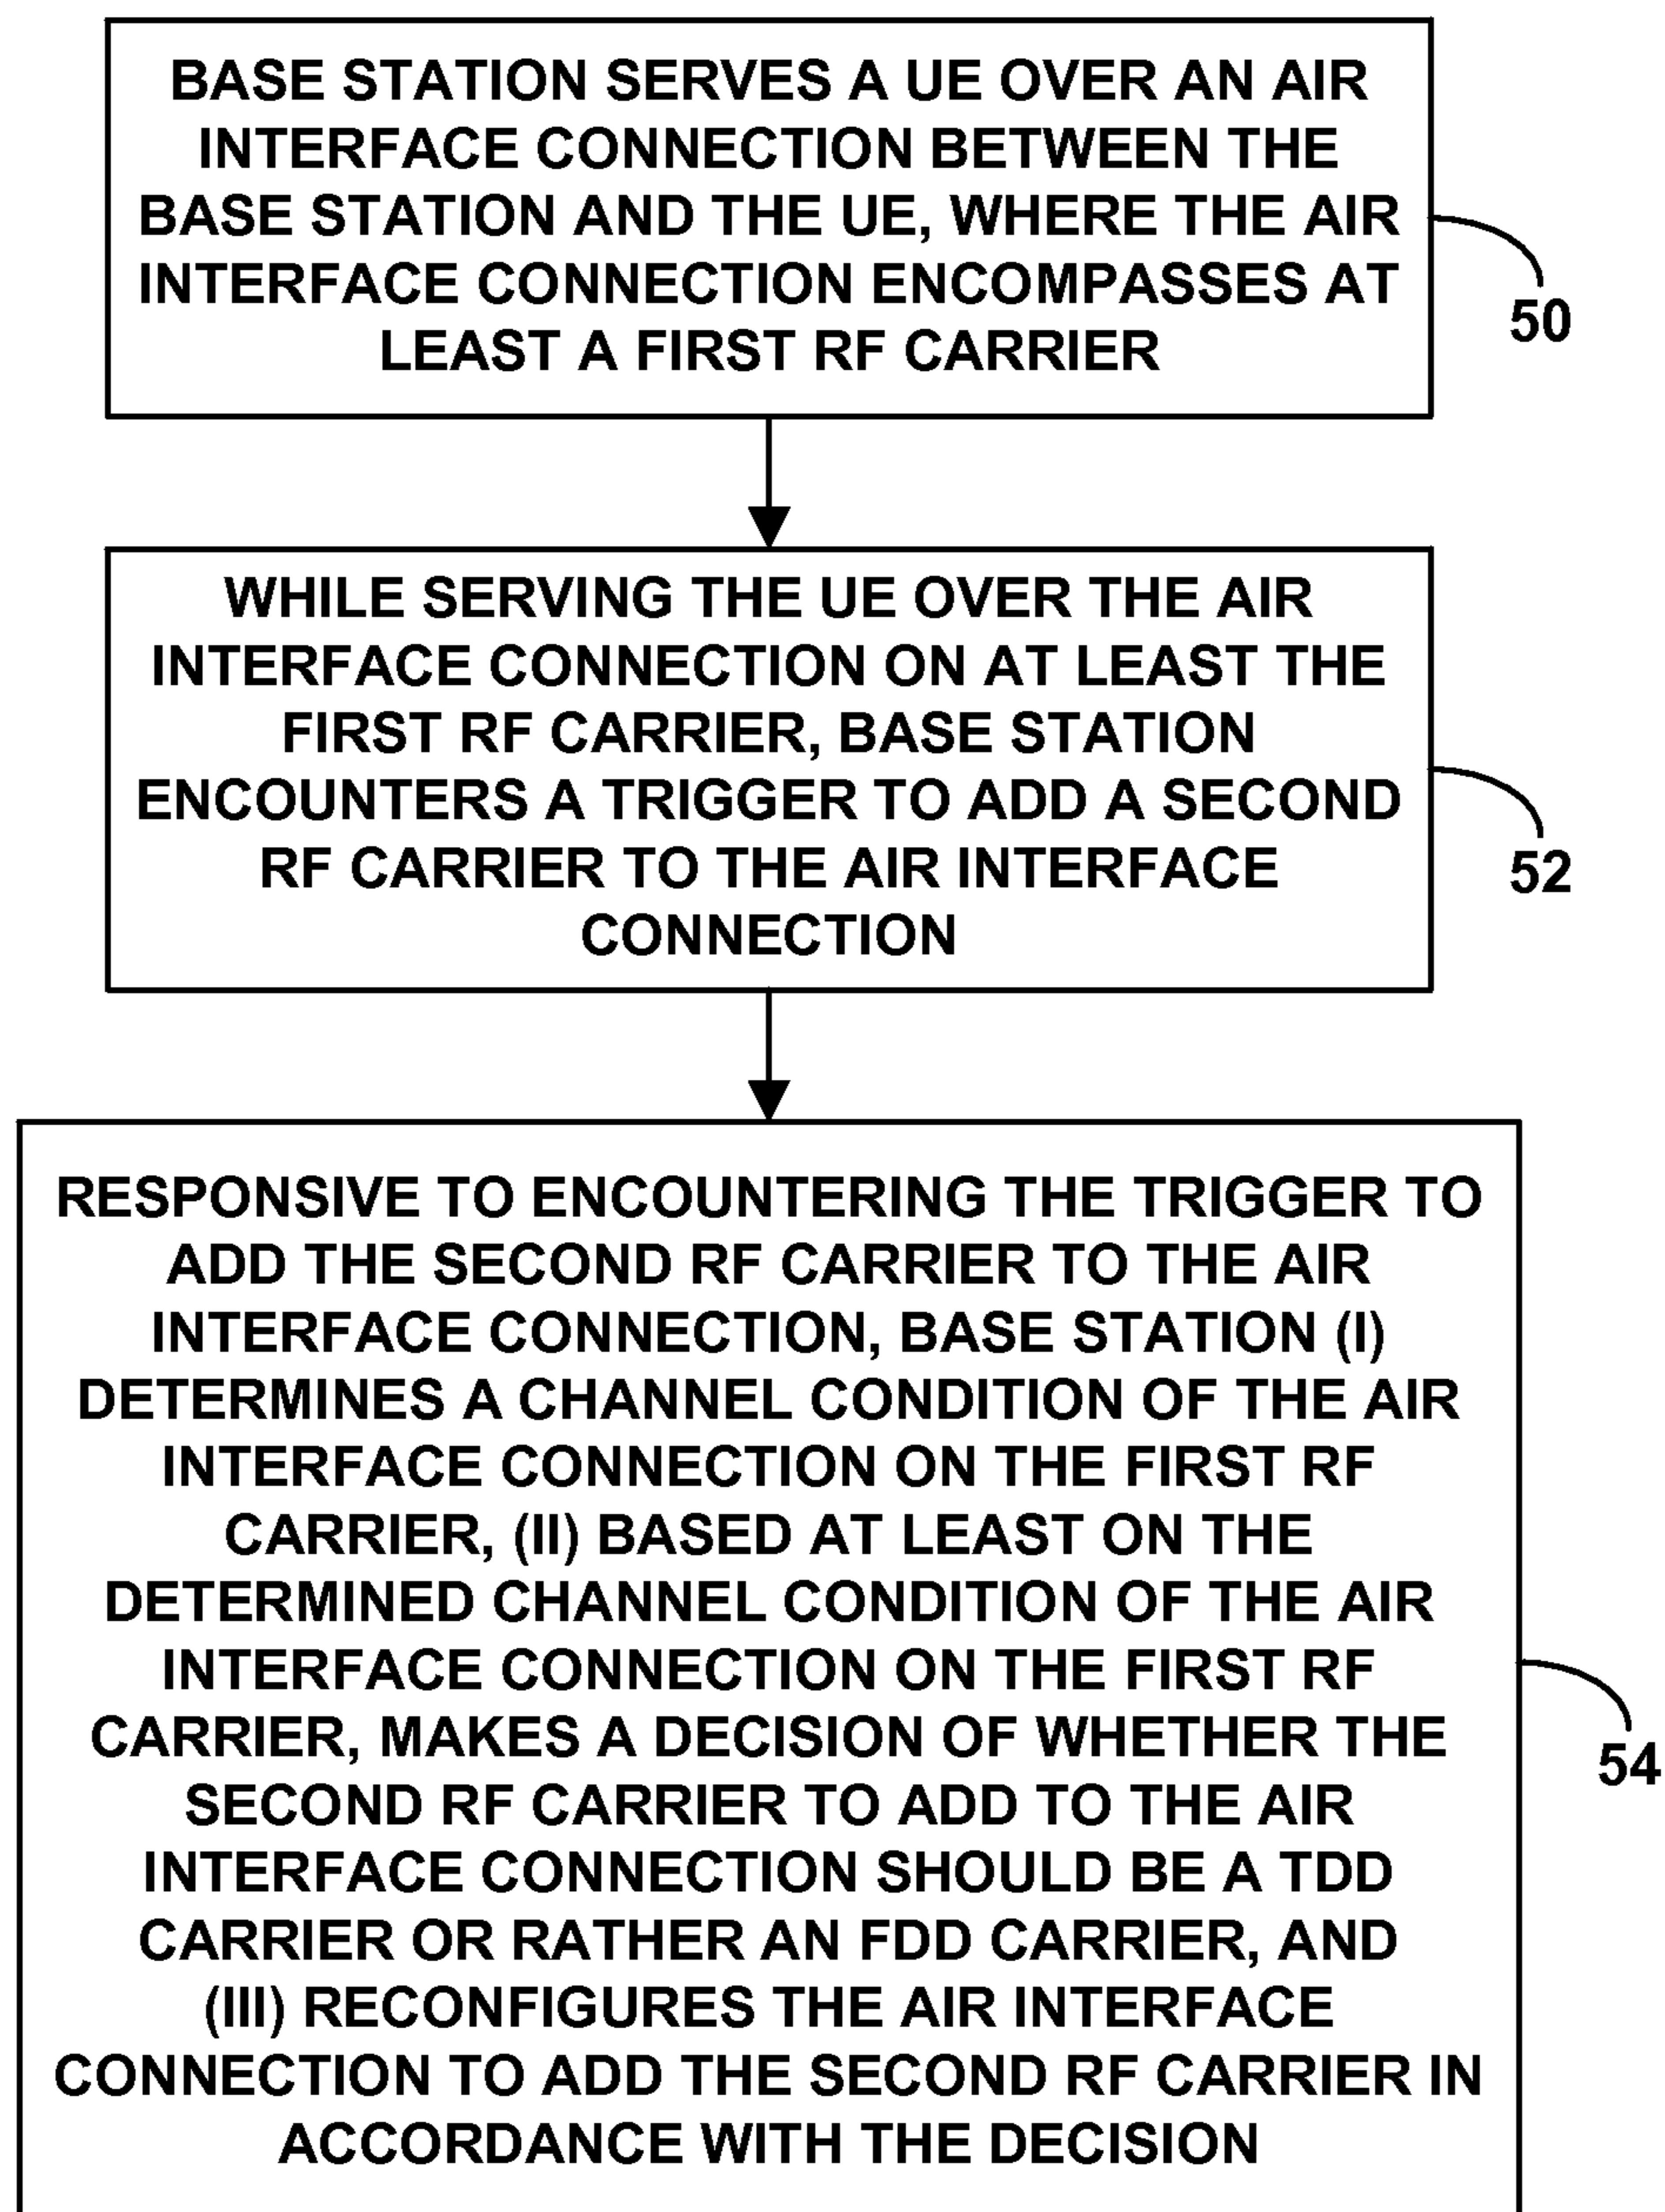 BASE STATION SERVES A UE OVER AN AIR
INTERFACE CONNECTION BETWEEN THE
BASE STATION AND THE UE, WHERE THE AIR
INTERFACE CONNECTION ENCOMPASSES AT
LEAST A FIRST RF CARRIER
50
WHILE SERVING THE UE OVER THE AIR
INTERFACE CONNECTION ON AT LEAST THE
FIRST RF CARRIER, BASE STATION
ENCOUNTERS A TRIGGER TO ADD A SECOND
RF CARRIER TO THE AIR INTERFACE
CONNECTION
52
RESPONSIVE TO ENCOUNTERING THE TRIGGER TO
ADD THE SECOND RF CARRIER TO THE AIR
INTERFACE CONNECTION, BASE STATION (I)
DETERMINES A CHANNEL CONDITION OF THE AIR
INTERFACE CONNECTION ON THE FIRST RF
CARRIER, (II) BASED AT LEAST ON THE
DETERMINED CHANNEL CONDITION OF THE AIR
INTERFACE CONNECTION ON THE FIRST RF
CARRIER, MAKES A DECISION OF WHETHER THE
SECOND RF CARRIER TO ADD TO THE AIR
INTERFACE CONNECTION SHOULD BE A TDD
CARRIER OR RATHER AN FDD CARRIER, AND
(III) RECONFIGURES THE AIR INTERFACE
CONNECTION TO ADD THE SECOND RF CARRIER IN
ACCORDANCE WITH THE DECISION
54